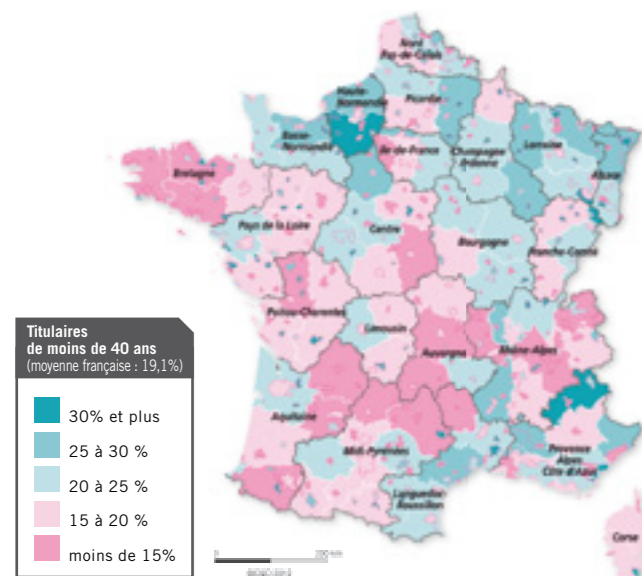 Nord
Pas-de-Calais
Haute-
Normandie
Picardie
Basse-
Normandie
Ile-de-France
Champagne
Ardenne
Lorraine
Alsace
Bretagne
Pays de la Loire
Centre
Bourgogne
Franche-Comté
Poitou-Charentes
Limousin
Auvergne
Rhône-Alpes
Aquitaine
Midi-Pyrénées
Languedoc-
Roussillon
Provence
Alpes
Côte-d'Azur
Corse
Titulaires
de moins de 40 ans
(moyenne française : 19,1%)
30% et plus
25 à 30 %
20 à 25 %
15 à 20 %
moins de 15%